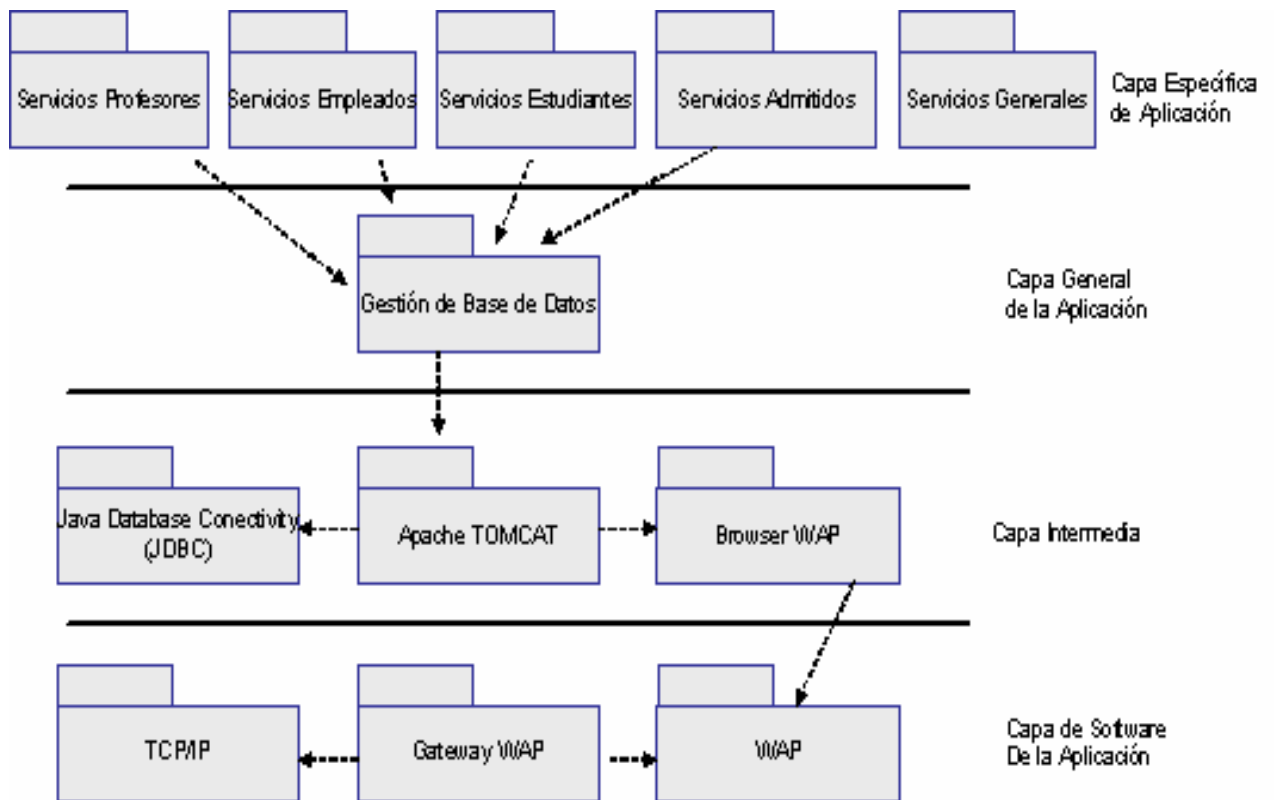 Servicios Profesores
Servicios Empleados
Servicios Estudiantes
Servicios Admitidos
Servicios Generales
Capa Específica
de Aplicación
Gestión de Base de Datos
Capa General
de la Aplicación
Java Database Conectivity
(JDBC)
Apache TOMCAT
Browser WAP
Capa Intermedia
TCP/IP
Gateway WAP
WAP
Capa de Software
De la Aplicación